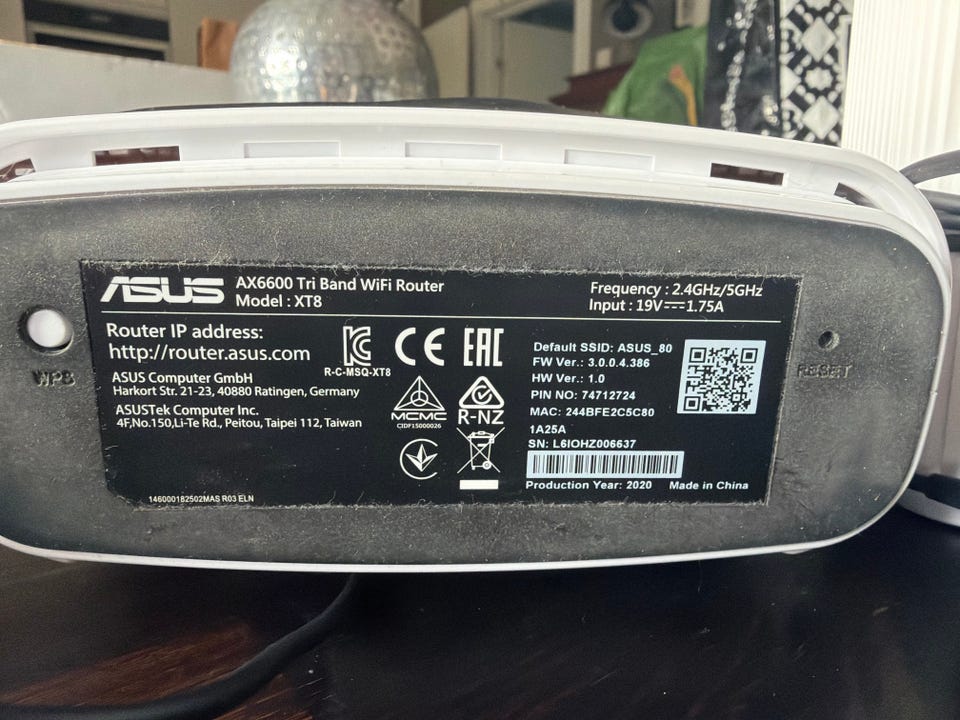 ASUS AX6600 Tri Band WiFi Router
Model : XT8
Frequency : 2.4GHz/5GHz
Input : 19V⎓1.75A
Router IP address:
http://router.asus.com
ASUS Computer GmbH
Harkort Str. 21-23, 40880 Ratingen, Germany
ASUSTek Computer Inc.
4F,No.150,Li-Te Rd., Peitou, Taipei 112, Taiwan
146000182502MAS R03 ELN
KC CE EAC
R-C-MSQ-XT8
MCMC
CIDF15000026
R-NZ
Default SSID: ASUS_80
FW Ver.: 3.0.0.4.386
HW Ver.: 1.0
PIN NO: 74712724
MAC: 244BFE2C5C80
1A25A
SN: L6IOHZ006637
Production Year: 2020 Made in China
WPS
RESET